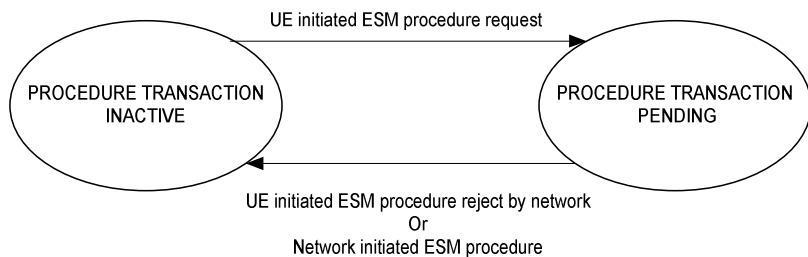 UE initiated ESM procedure request
PROCEDURE TRANSACTION
INACTIVE
PROCEDURE TRANSACTION
PENDING
UE initiated ESM procedure reject by network
Or
Network initiated ESM procedure